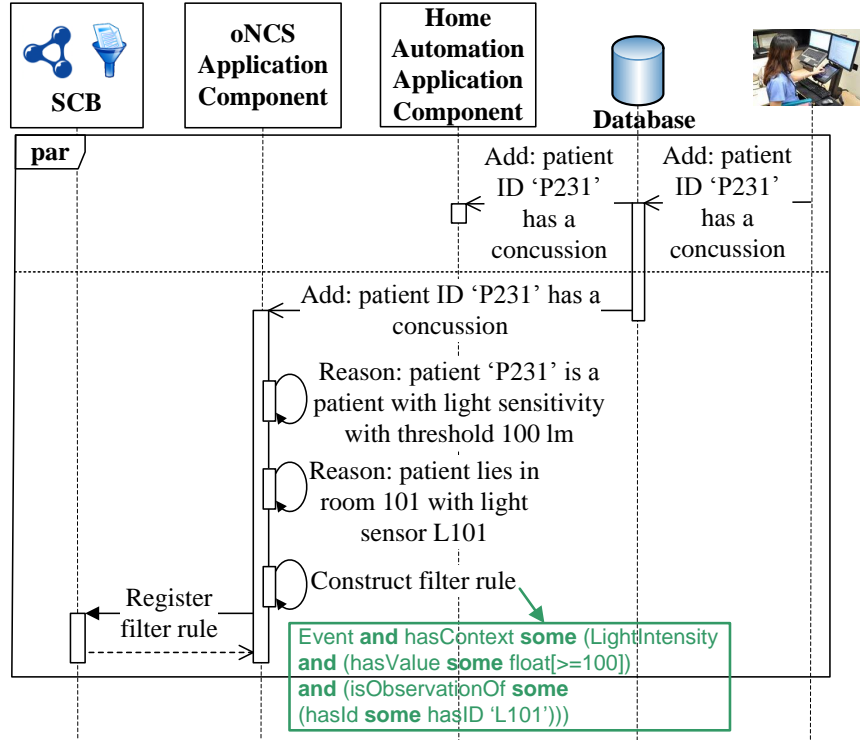 SCB
oNCS
Application
Component
Home
Automation
Application
Component
Database
par
Add: patient
ID ‘P231’
has a
concussion
Add: patient
ID ‘P231’
has a
concussion
Add: patient ID ‘P231’ has a
concussion
Reason: patient ‘P231’ is a
patient with light sensitivity
with threshold 100 lm
Reason: patient lies in
room 101 with light
sensor L101
Construct filter rule
Register
filter rule
Event and hasContext some (LightIntensity
and (hasValue some float[>=100])
and (isObservationOf some
(hasId some hasID ‘L101’)))